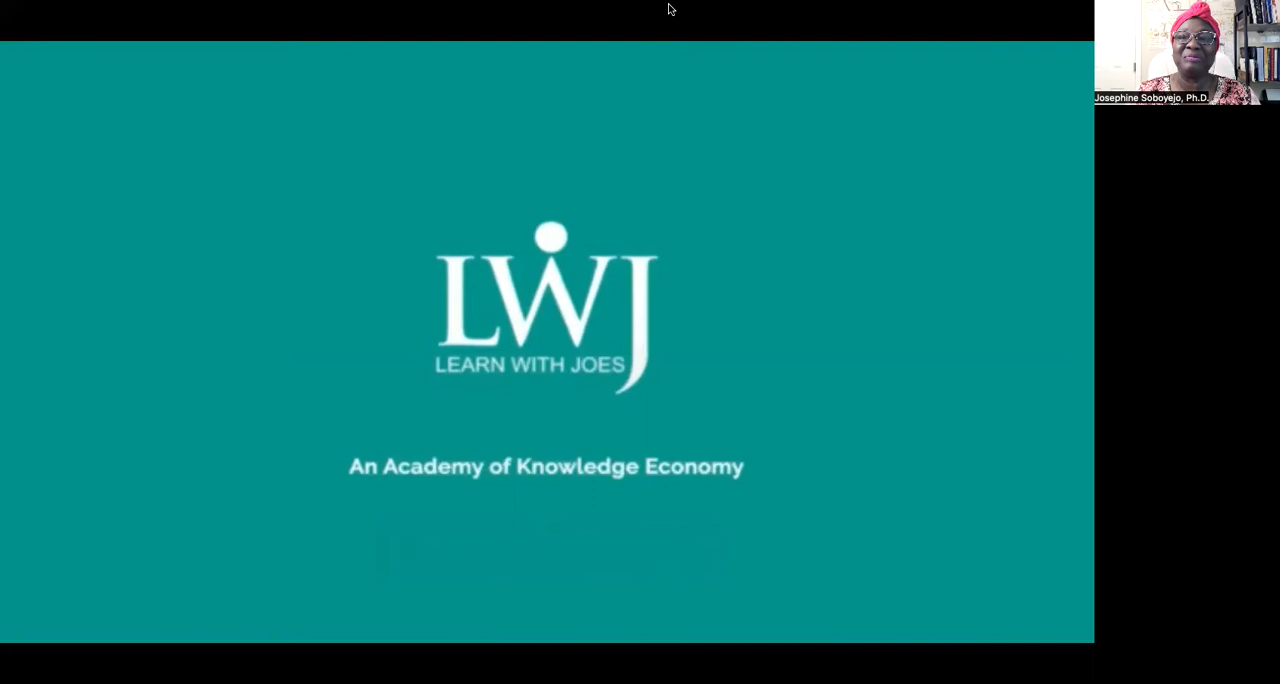 Josephine Soboyejo, Ph.D.
LWJ
LEARN WITH JOES
An Academy of Knowledge Economy